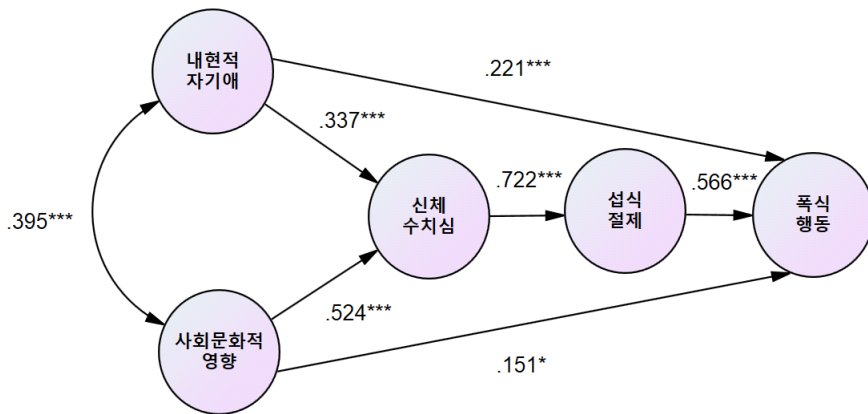 내현적
자기애
.221***
.337***
.395***
신체
수치심
.722***
섭식
절제
.566***
폭식
행동
사회문화적
영향
.524***
.151*